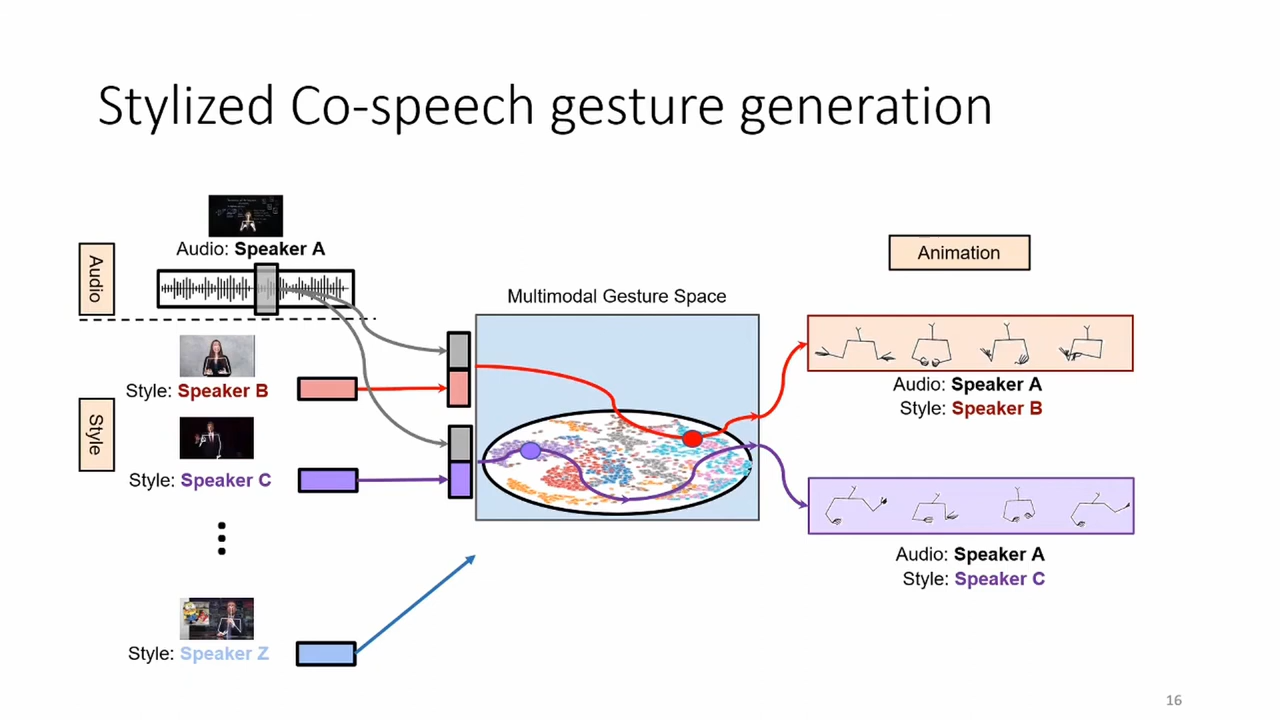 Stylized Co-speech gesture generation
Audio: Speaker A
Audio
Style: Speaker B
Style
Style: Speaker C
Style: Speaker Z
Multimodal Gesture Space
Animation
Audio: Speaker A
Style: Speaker B
Audio: Speaker A
Style: Speaker C
16